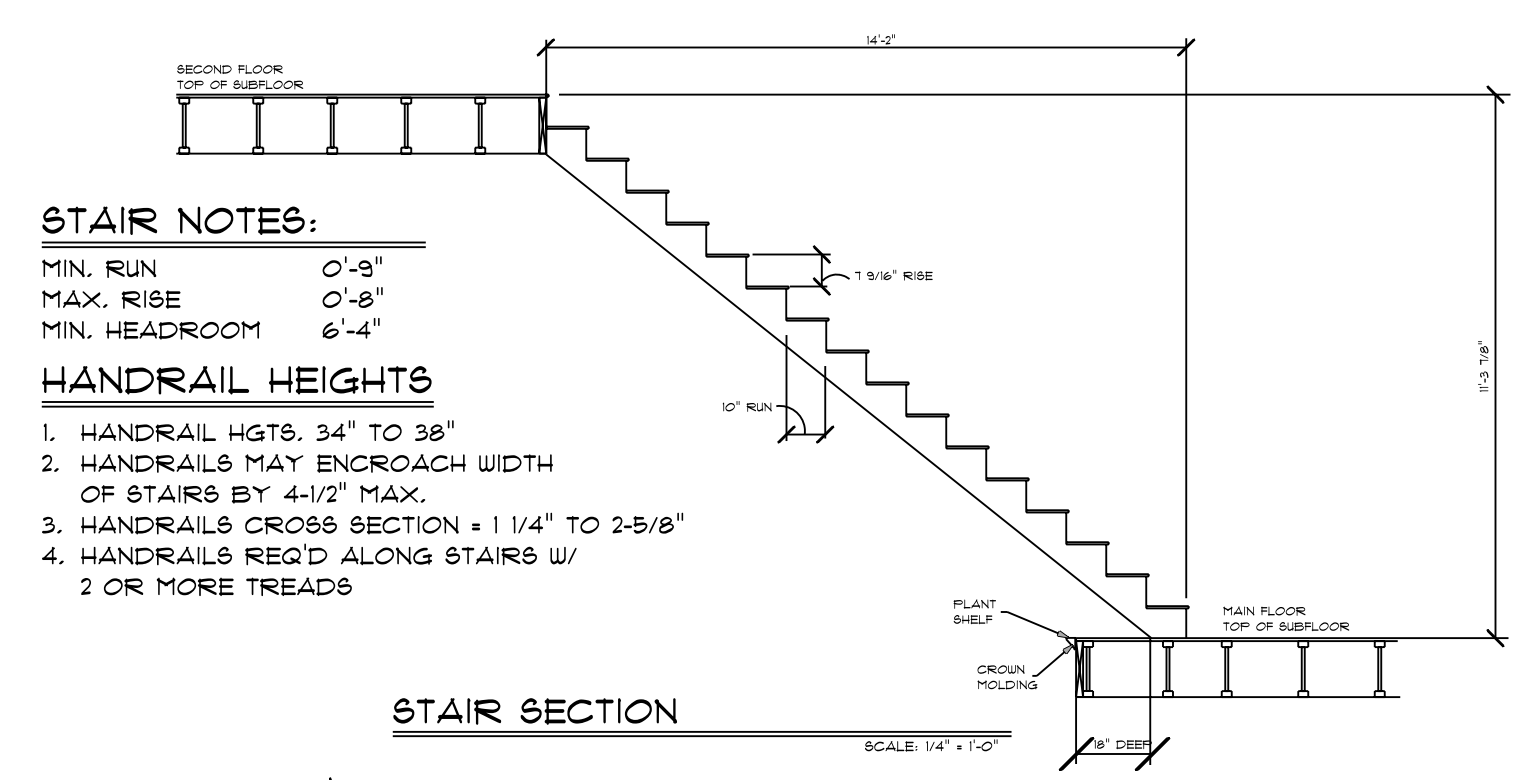 14'-2"
SECOND FLOOR
TOP OF SUBFLOOR
STAIR NOTES:
MIN. RUN 0'-9"
MAX. RISE 0'-8"
MIN. HEADROOM 6'-4"
7 9/16" RISE
11'-3 7/8"
HANDRAIL HEIGHTS
10" RUN
1. HANDRAIL HGTS. 34" TO 38"
2. HANDRAILS MAY ENCROACH WIDTH
OF STAIRS BY 4-1/2" MAX.
3. HANDRAILS CROSS SECTION = 1 1/4" TO 2-5/8"
4. HANDRAILS REQ'D ALONG STAIRS W/
2 OR MORE TREADS
PLANT
SHELF
MAIN FLOOR
TOP OF SUBFLOOR
CROWN
MOLDING
STAIR SECTION
SCALE: 1/4" = 1'-0"
18" DEEP